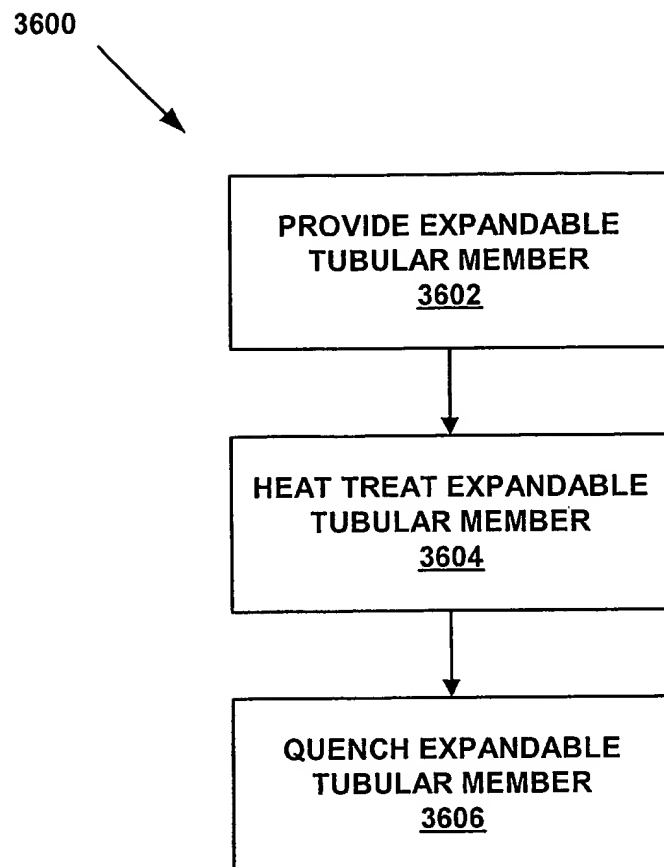 3600
PROVIDE EXPANDABLE
TUBULAR MEMBER
3602
HEAT TREAT EXPANDABLE
TUBULAR MEMBER
3604
QUENCH EXPANDABLE
TUBULAR MEMBER
3606